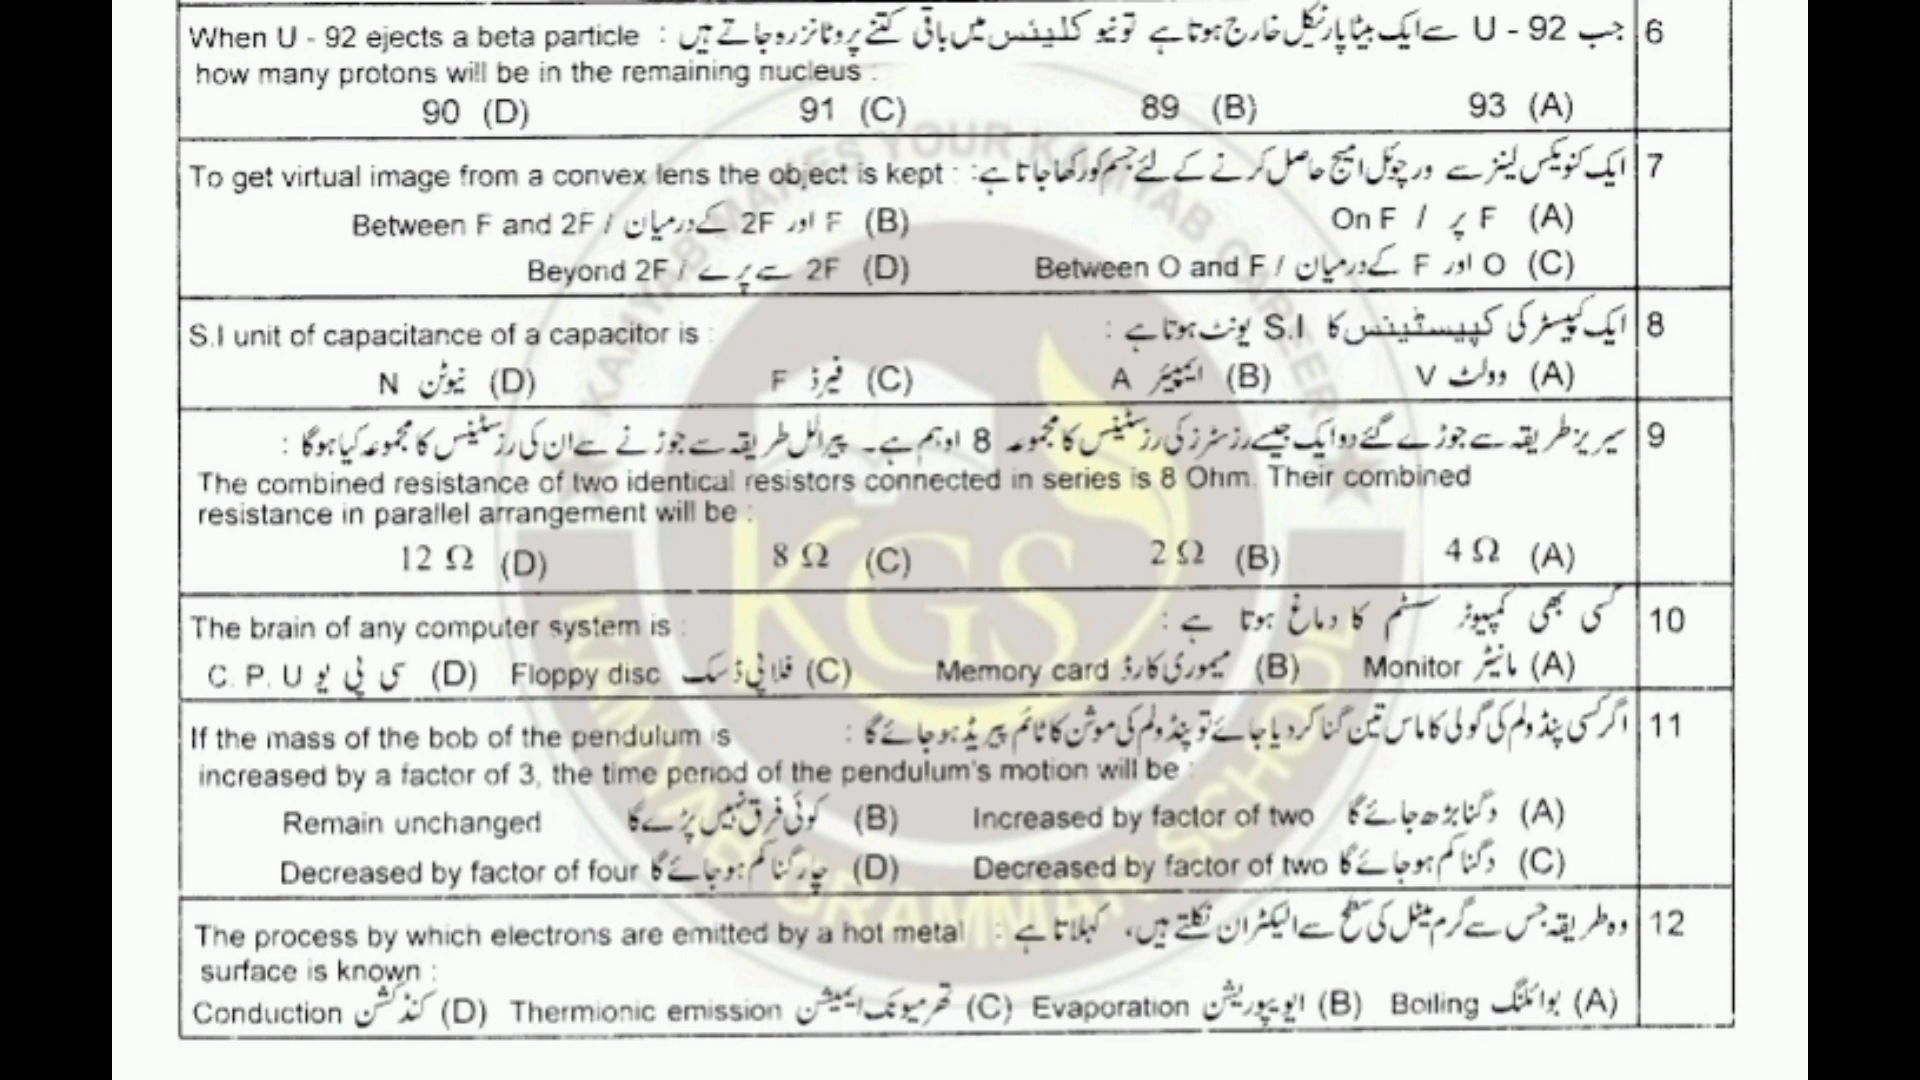 When U - 92 ejects a beta particle : جب U - 92 سے ایک بیٹا پارٹیکل خارج ہوتا ہے تو نیوکلیئس میں باقی کتنے پروٹانز رہ جاتے ہیں 6
how many protons will be in the remaining nucleus :
90 (D) 91 (C) 89 (B) 93 (A)
To get virtual image from a convex lens the object is kept : ایک کنویکس لینز سے ورچوئل امیج حاصل کرنے کے لئے جسم کو رکھا جاتا ہے: 7
Between F and 2F / F اور 2F کے درمیان (B) On F / F پر (A)
Beyond 2F / 2F سے پرے (D) Between O and F / O اور F کے درمیان (C)
S.I unit of capacitance of a capacitor is : ایک کپیسٹر کی کپیسٹینس کا S.I یونٹ ہوتا ہے : 8
N نیوٹن (D) F فیرڈ (C) A ایمپیئر (B) V وولٹ (A)
سیریز طریقہ سے جوڑے گئے دو ایک جیسے رزسٹرز کی رزسٹینس کا مجموعہ 8 اوہم ہے۔ پیرالل طریقہ سے جوڑنے سے ان کی رزسٹینس کا مجموعہ کیا ہوگا : 9
The combined resistance of two identical resistors connected in series is 8 Ohm. Their combined
resistance in parallel arrangement will be :
12 Ω (D) 8 Ω (C) 2 Ω (B) 4 Ω (A)
The brain of any computer system is : کسی بھی کمپیوٹر سسٹم کا دماغ ہوتا ہے : 10
C. P. U سی پی یو (D) Floppy disc فلاپی ڈسک (C) Memory card میموری کارڈ (B) Monitor مانیٹر (A)
If the mass of the bob of the pendulum is اگر کسی پنڈولم کی گولی کا ماس تین گنا کر دیا جائے تو پنڈولم کی موشن کا ٹائم پیریڈ ہو جائے گا : 11
increased by a factor of 3, the time period of the pendulum's motion will be :
Remain unchanged کوئی فرق نہیں پڑے گا (B) Increased by factor of two دگنا بڑھ جائے گا (A)
Decreased by factor of four چار گنا کم ہو جائے گا (D) Decreased by factor of two دگنا کم ہو جائے گا (C)
The process by which electrons are emitted by a hot metal : وہ طریقہ جس سے گرم میٹل کی سطح سے الیکٹران نکلتے ہیں، کہلاتا ہے 12
surface is known :
Conduction کنڈکشن (D) Thermionic emission تھرمیونک ایمیشن (C) Evaporation ایوپوریشن (B) Boiling بوائلنگ (A)
KAMYAB MAKES YOUR KAMYAB CAREER
KGS
KAMYAB GRAMMAR SCHOOL